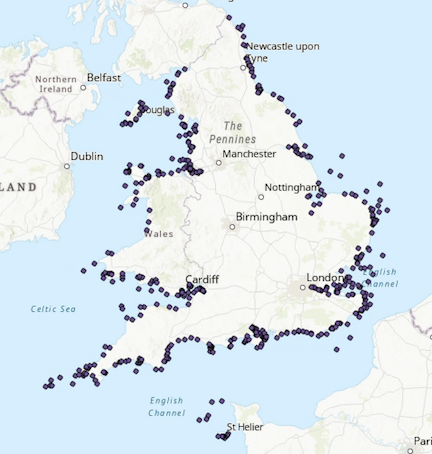 Newcastle upon
Tyne
Northern
Ireland
Belfast
Douglas
The
Pennines
Dublin
Manchester
LAND
Nottingham
Birmingham
Wales
Cardiff
London
English
Channel
Celtic Sea
English
Channel
St Helier
Pari